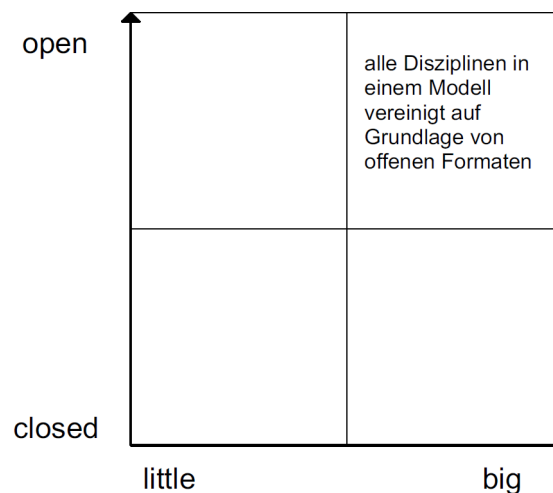 open
alle Disziplinen in
einem Modell
vereinigt auf
Grundlage von
offenen Formaten
closed
little
big